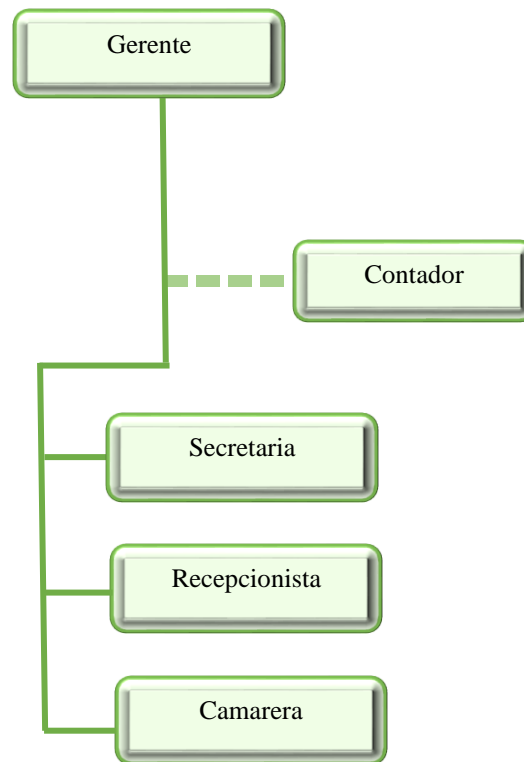 Gerente
Contador
Secretaria
Recepcionista
Camarera